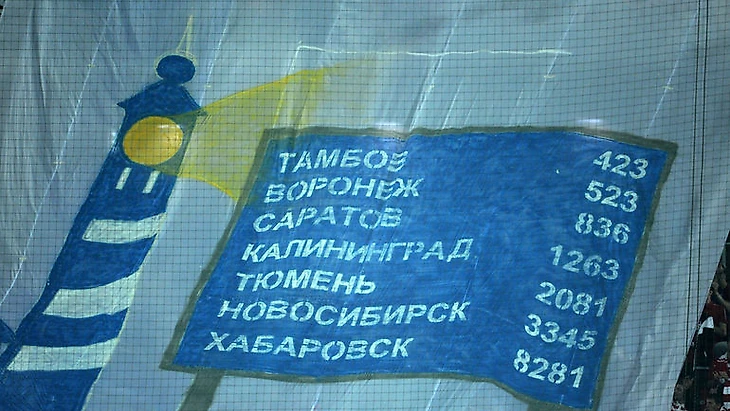 ТАМБОВ 423
ВОРОНЕЖ 523
САРАТОВ 836
КАЛИНИНГРАД 1263
ТЮМЕНЬ 2081
НОВОСИБИРСК 3345
ХАБАРОВСК 8281